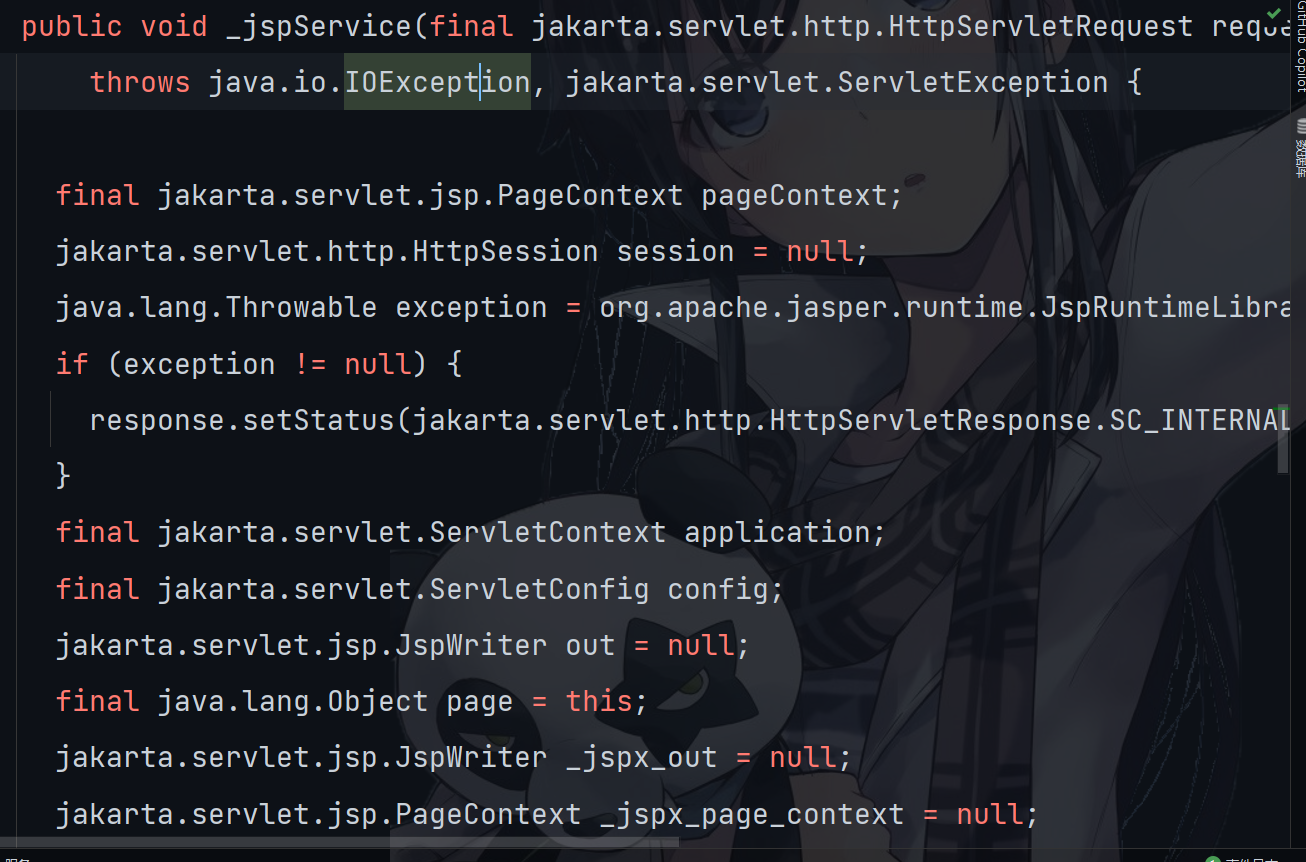 public void _jspService(final jakarta.servlet.http.HttpServletRequest reque
throws java.io.IOException, jakarta.servlet.ServletException {
final jakarta.servlet.jsp.PageContext pageContext;
jakarta.servlet.http.HttpSession session = null;
java.lang.Throwable exception = org.apache.jasper.runtime.JspRuntimeLibra
if (exception != null) {
response.setStatus(jakarta.servlet.http.HttpServletResponse.SC_INTERNAL
}
final jakarta.servlet.ServletContext application;
final jakarta.servlet.ServletConfig config;
jakarta.servlet.jsp.JspWriter out = null;
final java.lang.Object page = this;
jakarta.servlet.jsp.JspWriter _jspx_out = null;
jakarta.servlet.jsp.PageContext _jspx_page_context = null;
GitHub Copilot
数据库